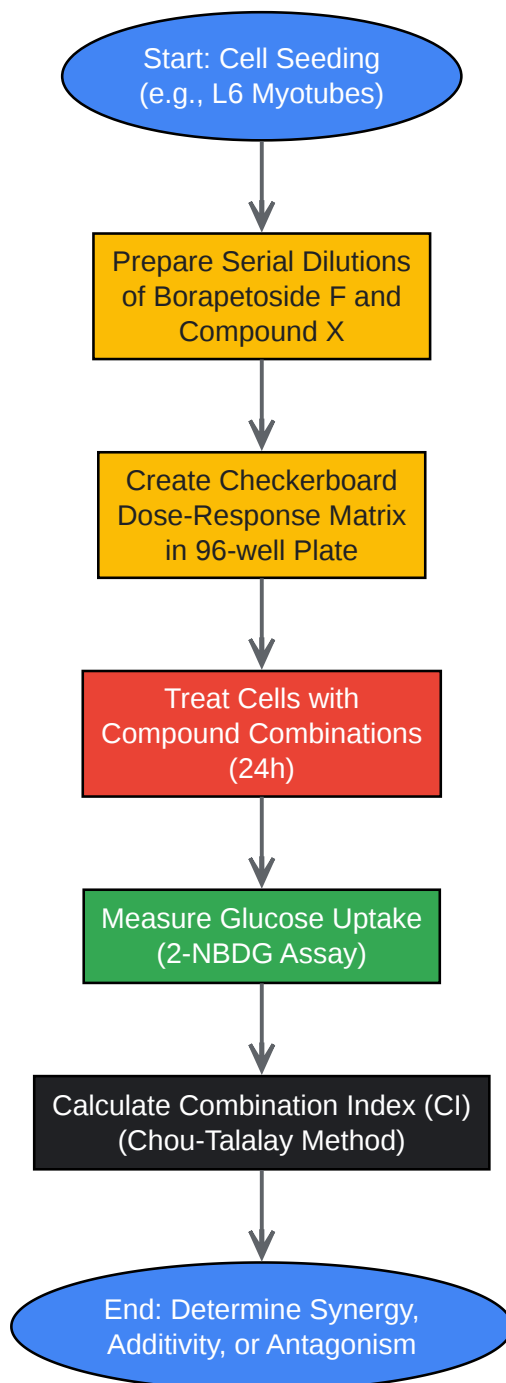 Start: Cell Seeding
(e.g., L6 Myotubes)
Prepare Serial Dilutions
of Borapetoside F and
Compound X
Create Checkerboard
Dose-Response Matrix
in 96-well Plate
Treat Cells with
Compound Combinations
(24h)
Measure Glucose Uptake
(2-NBDG Assay)
Calculate Combination Index (CI)
(Chou-Talalay Method)
End: Determine Synergy,
Additivity, or Antagonism